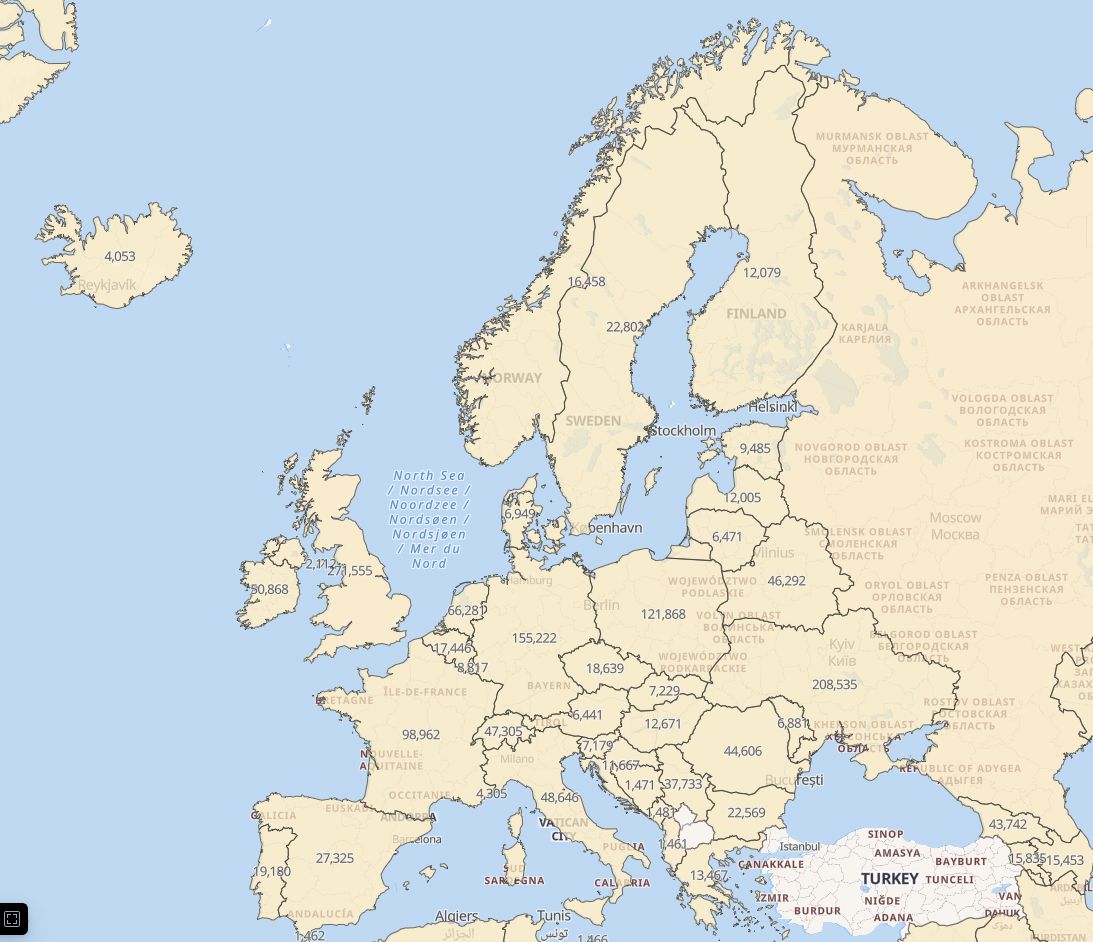 MURMANSK OBLAST
МУРМАНСКАЯ
ОБЛАСТЬ
4,053
Reykjavík
16,458
12,079
ARKHANGELSK
OBLAST
АРХАНГЕЛЬСКАЯ
ОБЛАСТЬ
FINLAND
22,802
KARJALA
КАРЕЛИЯ
NORWAY
VOLOGDA OBLAST
ВОЛОГОДСКАЯ
ОБЛАСТЬ
Helsinki
SWEDEN
Stockholm
9,485
NOVGOROD OBLAST
НОВГОРОДСКАЯ
ОБЛАСТЬ
KOSTROMA OBLAST
КОСТРОМСКАЯ
ОБЛАСТЬ
North Sea
/ Nordsee /
Noordzee /
Nordsøen /
Nordsjøen
/ Mer du
Nord
12,005
MARI EL
6,949
København
Moscow
Москва
6,471
Vilnius
SMOLENSK OBLAST
СМОЛЕНСКАЯ
ОБЛАСТЬ
2,112
271,555
50,868
Hamburg
WOJEWÓDZTWO
PODLASKIE
46,292
ORYOL OBLAST
ОРЛОВСКАЯ
ОБЛАСТЬ
PENZA OBLAST
ПЕНЗЕНСКАЯ
ОБЛАСТЬ
66,281
Berlin
121,868
VOLYN OBLAST
ВОЛИНСЬКА
ОБЛАСТЬ
155,222
17,446
8,817
18,639
WOJEWÓDZTWO
PODKARPACKIE
Kyiv
Київ
BELGOROD OBLAST
БЕЛГОРОДСКАЯ
ОБЛАСТЬ
208,535
ÎLE-DE-FRANCE
BAYERN
7,229
BRETAGNE
6,441
12,671
6,881
KHERSON OBLAST
ХЕРСОНСЬКА
ОБЛАСТЬ
ROSTOV OBLAST
РОСТОВСКАЯ
ОБЛАСТЬ
98,962
47,305
TIROL
7,179
44,606
NOUVELLE-
AQUITAINE
Milano
11,667
1,471
37,733
București
REPUBLIC OF ADYGEA
АДЫГЕЯ
OCCITANIE
4,305
48,646
EUSKADI
GALICIA
ANDORRA
Barcelona
VATICAN
CITY
1,481
22,569
43,742
1,461
PUGLIA
Istanbul
SINOP
AMASYA
BAYBURT
27,325
19,180
SUD
SARDEGNA
CALABRIA
13,467
ÇANAKKALE
TURKEY
TUNCELI
15,835
15,453
İZMİR
BURDUR
NİĞDE
ADANA
VAN
DAHUK
دهوک
ANDALUCÍA
Algiers
الجزائر
Tunis
تونس
1,466